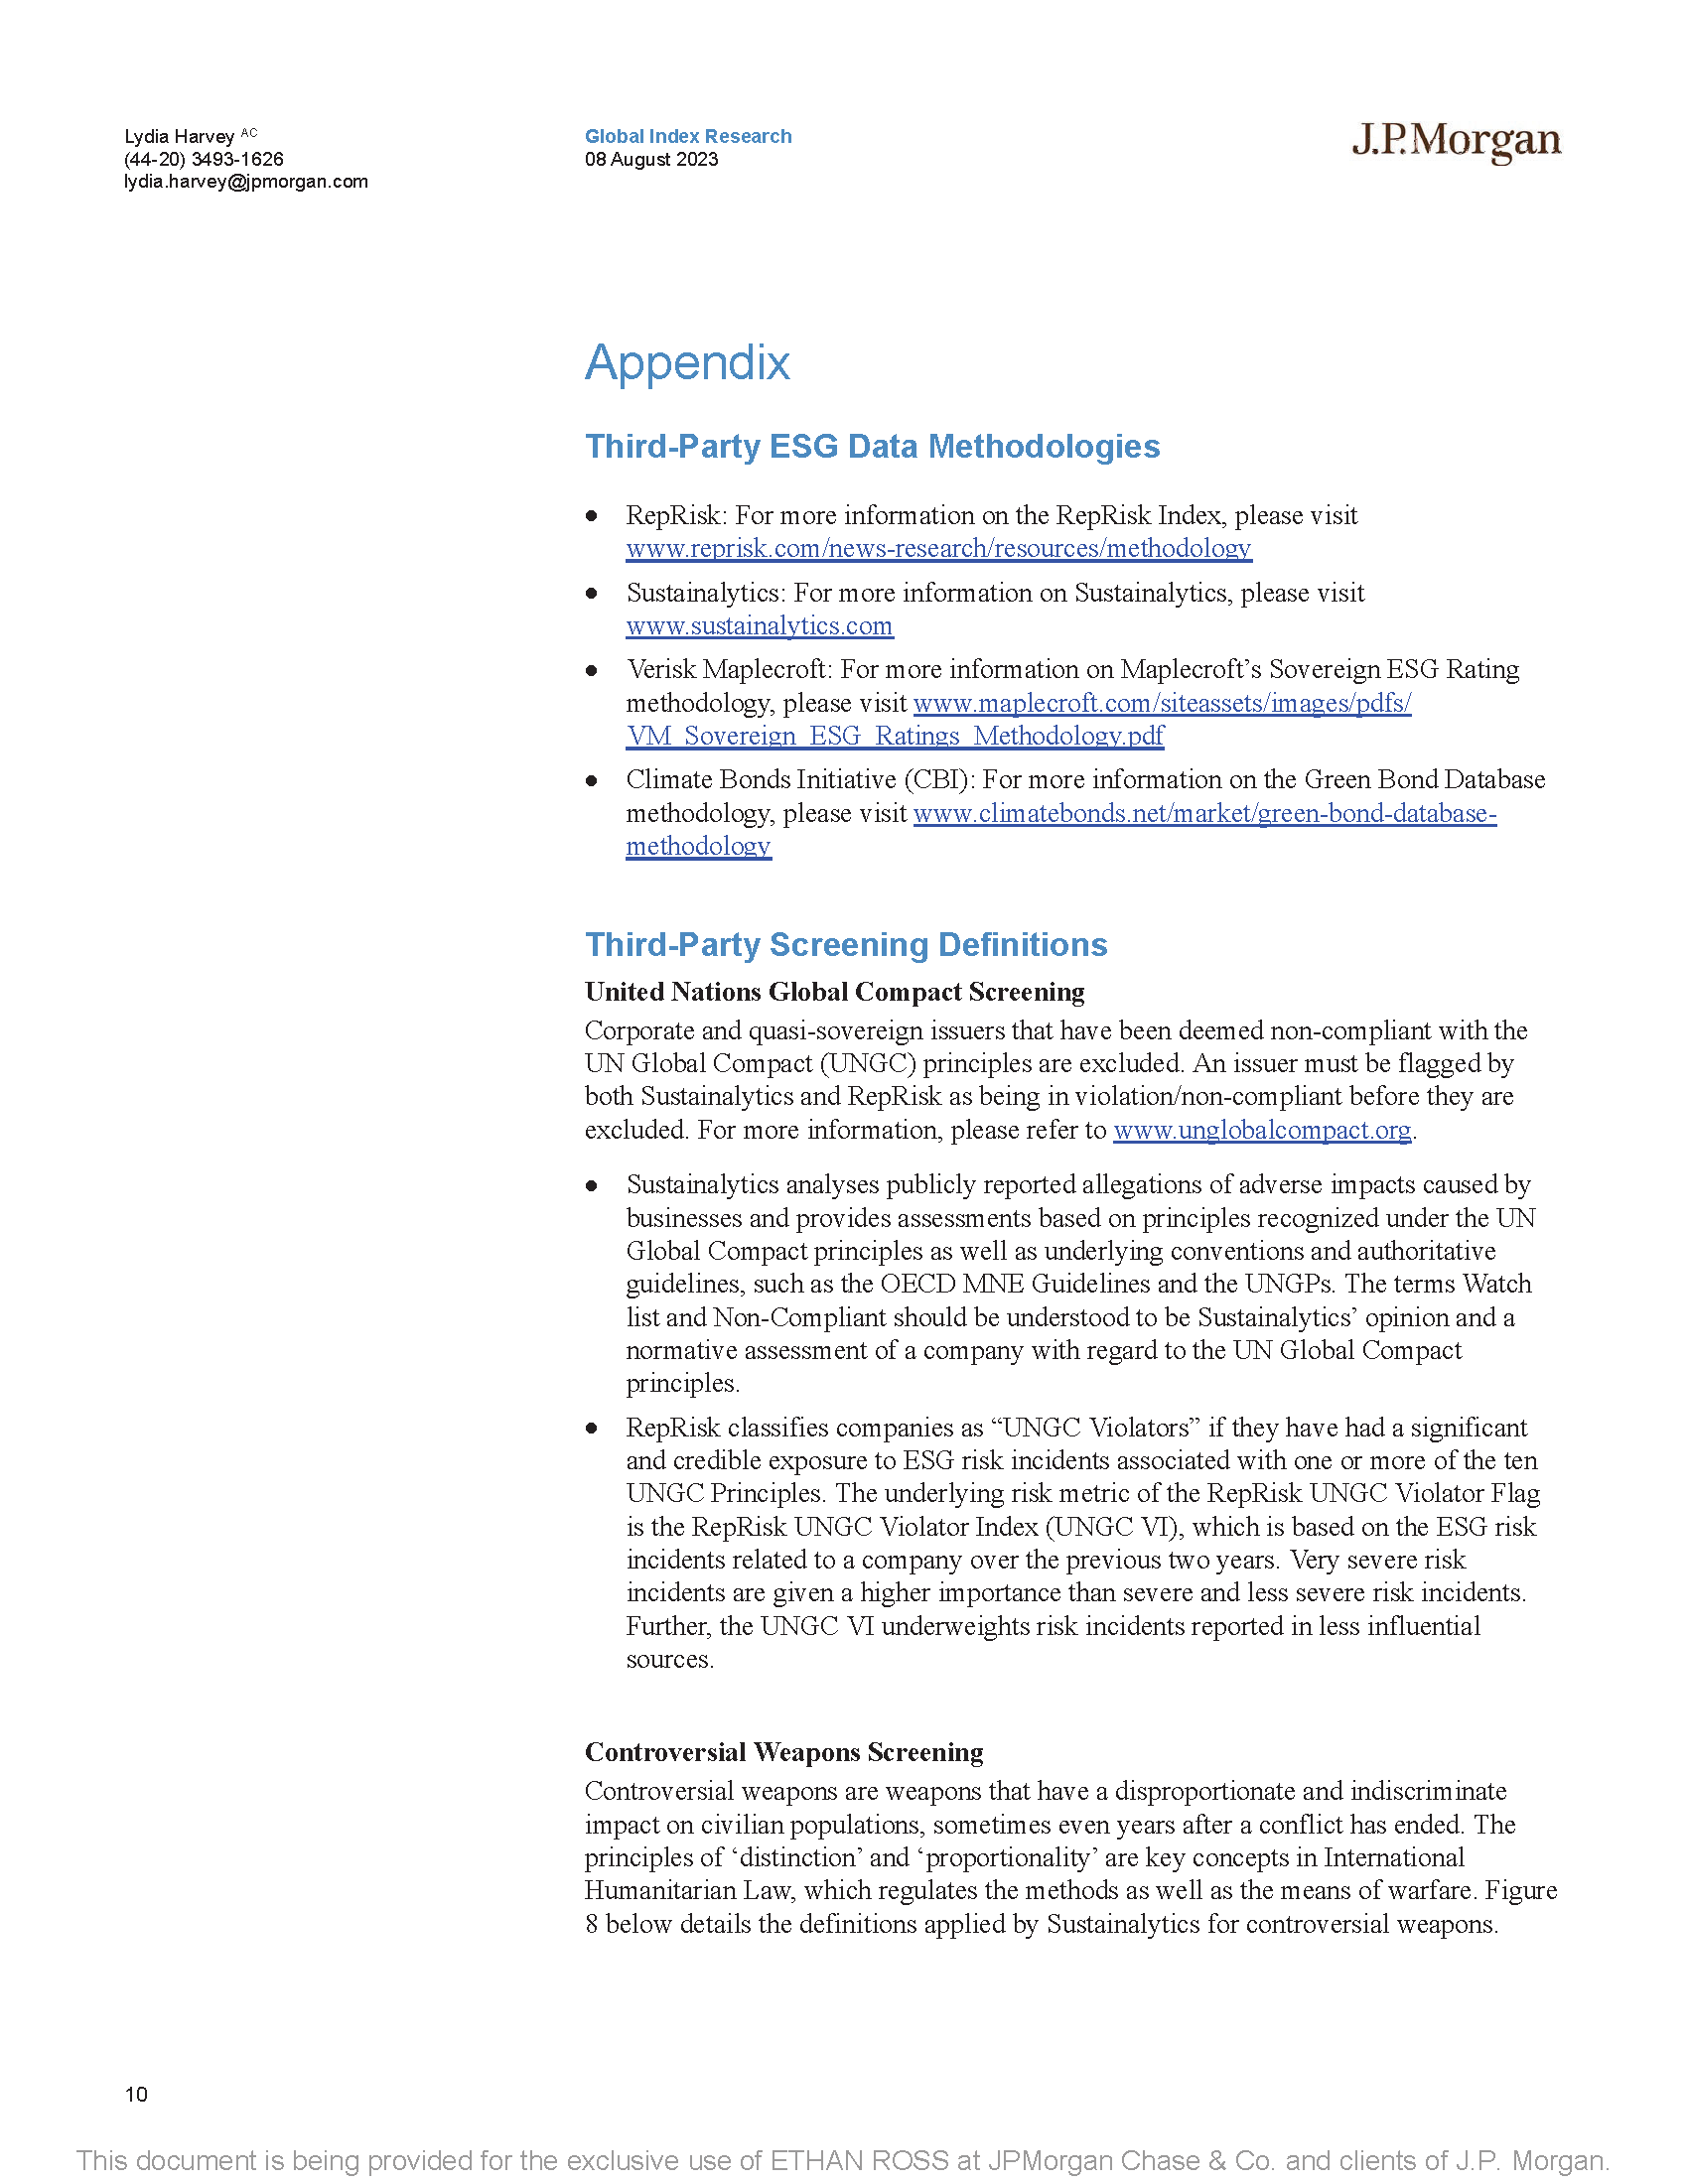 Lydia Harvey AC
(44-20) 3493-1626
lydia.harvey@jpmorgan.com
Global Index Research
08 August 2023
J.P.Morgan
Appendix
Third-Party ESG Data Methodologies
● RepRisk: For more information on the RepRisk Index, please visit
www.reprisk.com/news-research/resources/methodology
● Sustainalytics: For more information on Sustainalytics, please visit
www.sustainalytics.com
● Verisk Maplecroft: For more information on Maplecroft’s Sovereign ESG Rating
methodology, please visit www.maplecroft.com/siteassets/images/pdfs/
VM_Sovereign_ESG_Ratings_Methodology.pdf
● Climate Bonds Initiative (CBI): For more information on the Green Bond Database
methodology, please visit www.climatebonds.net/market/green-bond-database-
methodology
Third-Party Screening Definitions
United Nations Global Compact Screening
Corporate and quasi-sovereign issuers that have been deemed non-compliant with the
UN Global Compact (UNGC) principles are excluded. An issuer must be flagged by
both Sustainalytics and RepRisk as being in violation/non-compliant before they are
excluded. For more information, please refer to www.unglobalcompact.org.
● Sustainalytics analyses publicly reported allegations of adverse impacts caused by
businesses and provides assessments based on principles recognized under the UN
Global Compact principles as well as underlying conventions and authoritative
guidelines, such as the OECD MNE Guidelines and the UNGPs. The terms Watch
list and Non-Compliant should be understood to be Sustainalytics’ opinion and a
normative assessment of a company with regard to the UN Global Compact
principles.
● RepRisk classifies companies as “UNGC Violators” if they have had a significant
and credible exposure to ESG risk incidents associated with one or more of the ten
UNGC Principles. The underlying risk metric of the RepRisk UNGC Violator Flag
is the RepRisk UNGC Violator Index (UNGC VI), which is based on the ESG risk
incidents related to a company over the previous two years. Very severe risk
incidents are given a higher importance than severe and less severe risk incidents.
Further, the UNGC VI underweights risk incidents reported in less influential
sources.
Controversial Weapons Screening
Controversial weapons are weapons that have a disproportionate and indiscriminate
impact on civilian populations, sometimes even years after a conflict has ended. The
principles of ‘distinction’ and ‘proportionality’ are key concepts in International
Humanitarian Law, which regulates the methods as well as the means of warfare. Figure
8 below details the definitions applied by Sustainalytics for controversial weapons.
10
This document is being provided for the exclusive use of ETHAN ROSS at JPMorgan Chase & Co. and clients of J.P. Morgan.